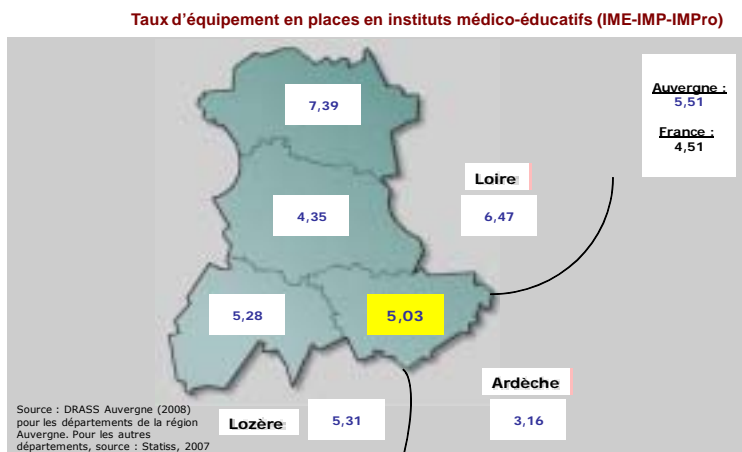 Taux d'équipement en places en instituts médico-éducatifs (IME-IMP-IMPro)
Auvergne :
5,51
France :
4,51
7,39
Loire
6,47
4,35
5,28
5,03
Ardèche
3,16
Lozère
5,31
Source : DRASS Auvergne (2008)
pour les départements de la région
Auvergne. Pour les autres
départements, source : Statiss, 2007